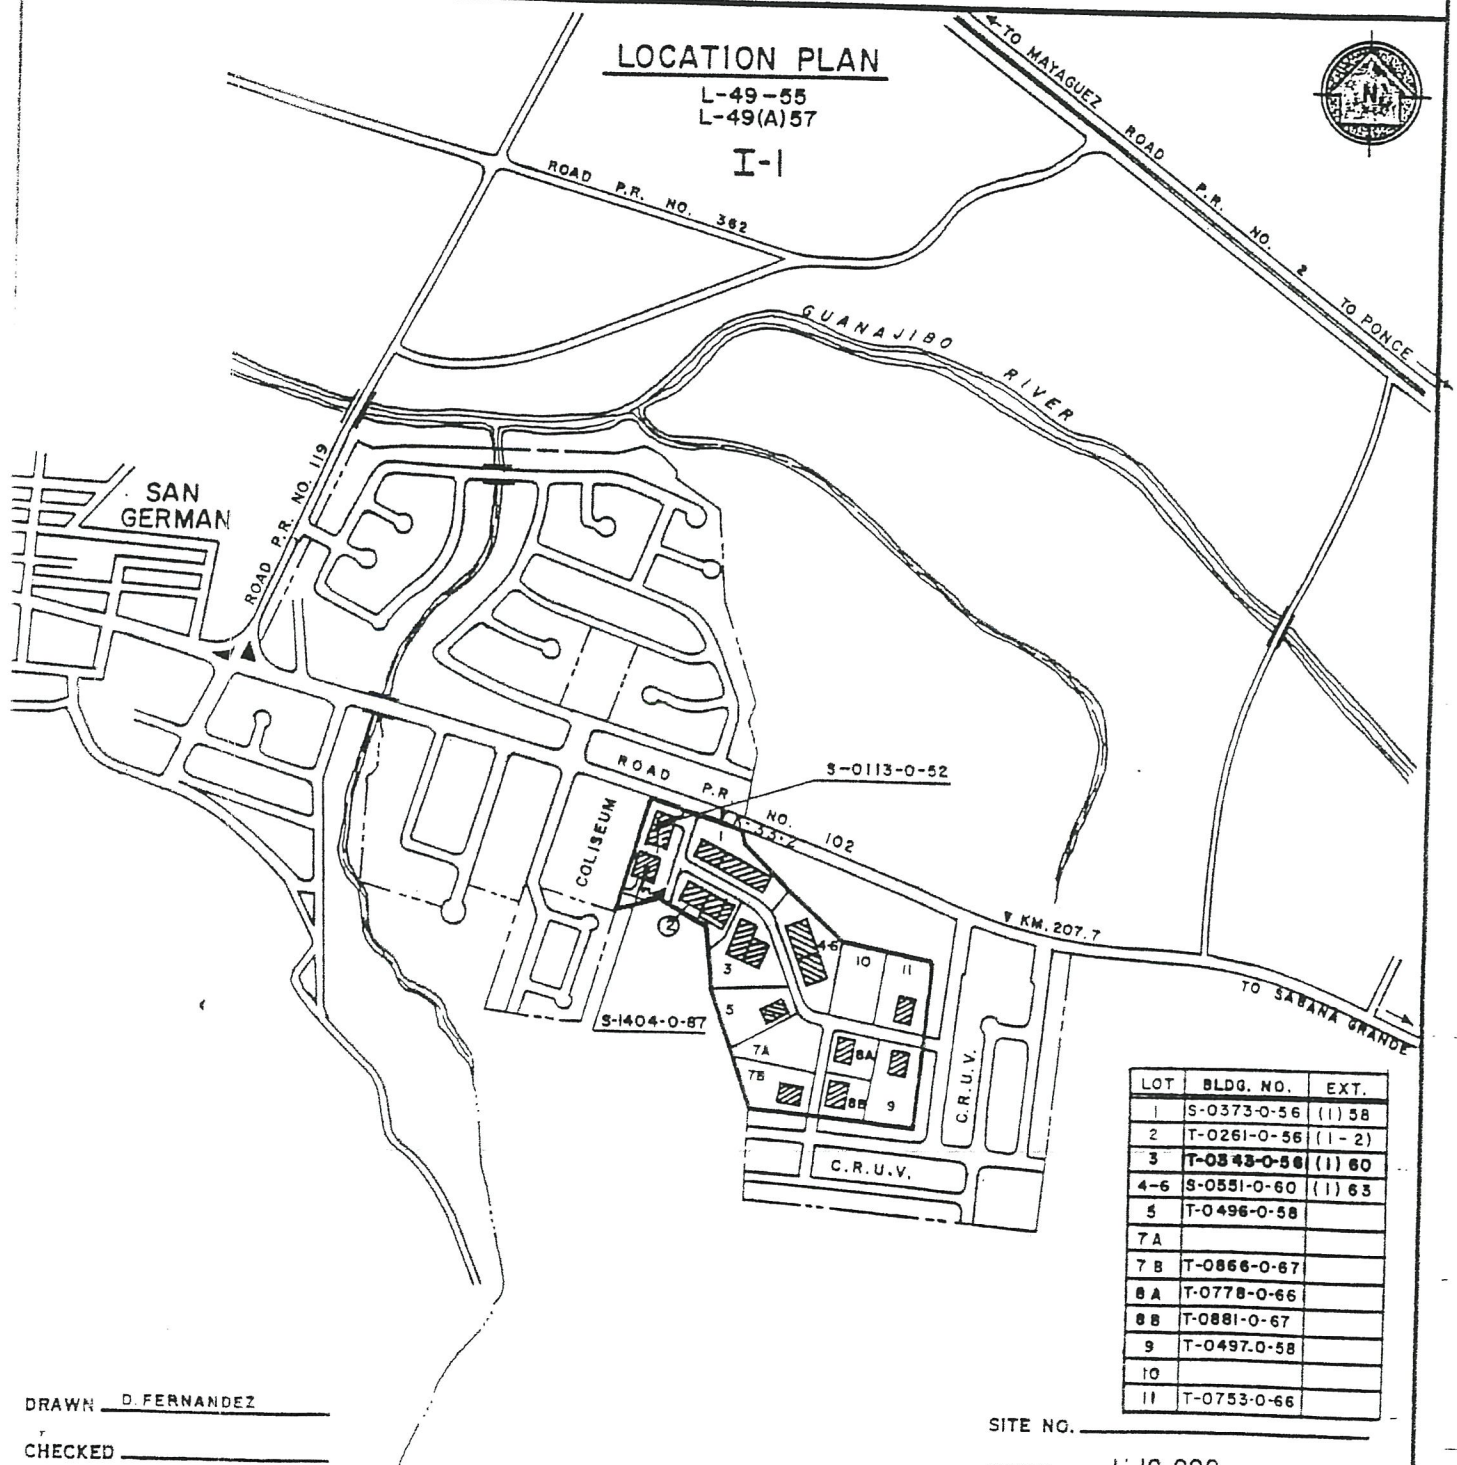 LOCATION PLAN
L-49-55
L-49(A)57
I-1
N
TO MAYAGUEZ
ROAD P.R. NO. 2
TO PONCE
ROAD P.R. NO. 362
GUANAJIBO RIVER
SAN
GERMAN
ROAD P.R. NO. 119
ROAD P.R. NO. 102
S-0113-0-52
COLISEUM
1
2
3
4-6
10
11
5
7A
7B
8A
8B
9
S-1404-0-87
KM. 207.7
TO SABANA GRANDE
C.R.U.V.
C.R.U.V.
LOT BLDG. NO. EXT.
1 S-0373-0-56 (1) 58
2 T-0261-0-56 (1-2)
3 T-0343-0-56 (1) 60
4-6 S-0551-0-60 (1) 63
5 T-0496-0-58
7A
7B T-0866-0-67
8A T-0778-0-66
8B T-0881-0-67
9 T-0497-0-58
10
11 T-0753-0-66
DRAWN D. FERNANDEZ
CHECKED
SITE NO.